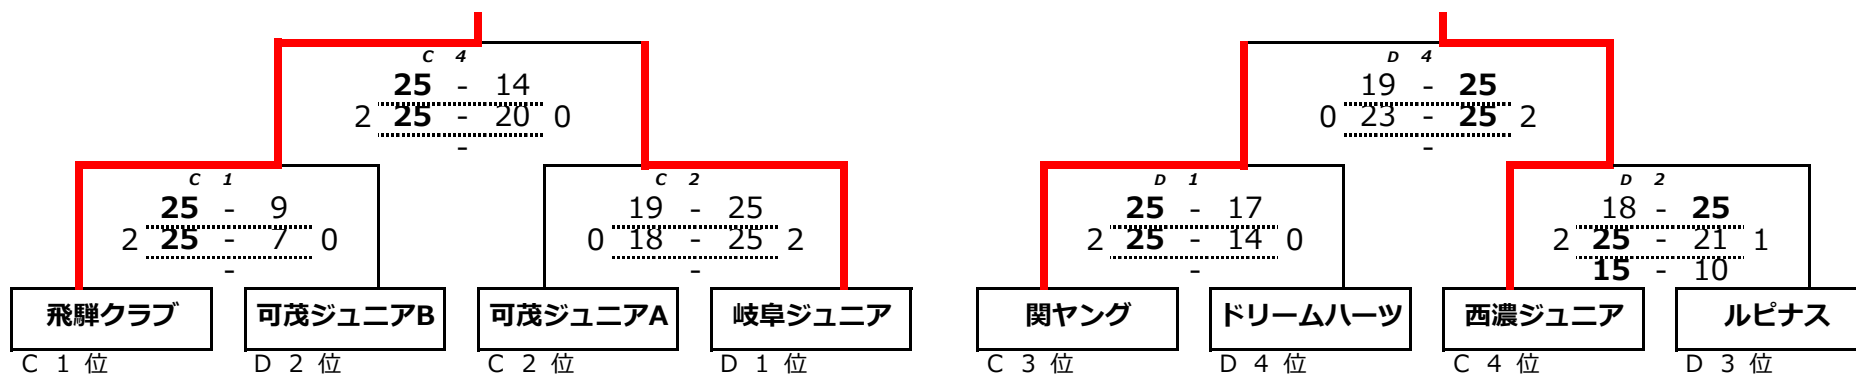 C 4
25 - 14
2 25 - 20 0
-
C 1
25 - 9
2 25 - 7 0
-
C 2
19 - 25
0 18 - 25 2
-
飛騨クラブ
可茂ジュニアB
可茂ジュニアA
岐阜ジュニア
C 1 位
D 2 位
C 2 位
D 1 位
D 4
19 - 25
0 23 - 25 2
-
D 1
25 - 17
2 25 - 14 0
-
D 2
18 - 25
2 25 - 21 1
15 - 10
関ヤング
ドリームハーツ
西濃ジュニア
ルピナス
C 3 位
D 4 位
C 4 位
D 3 位